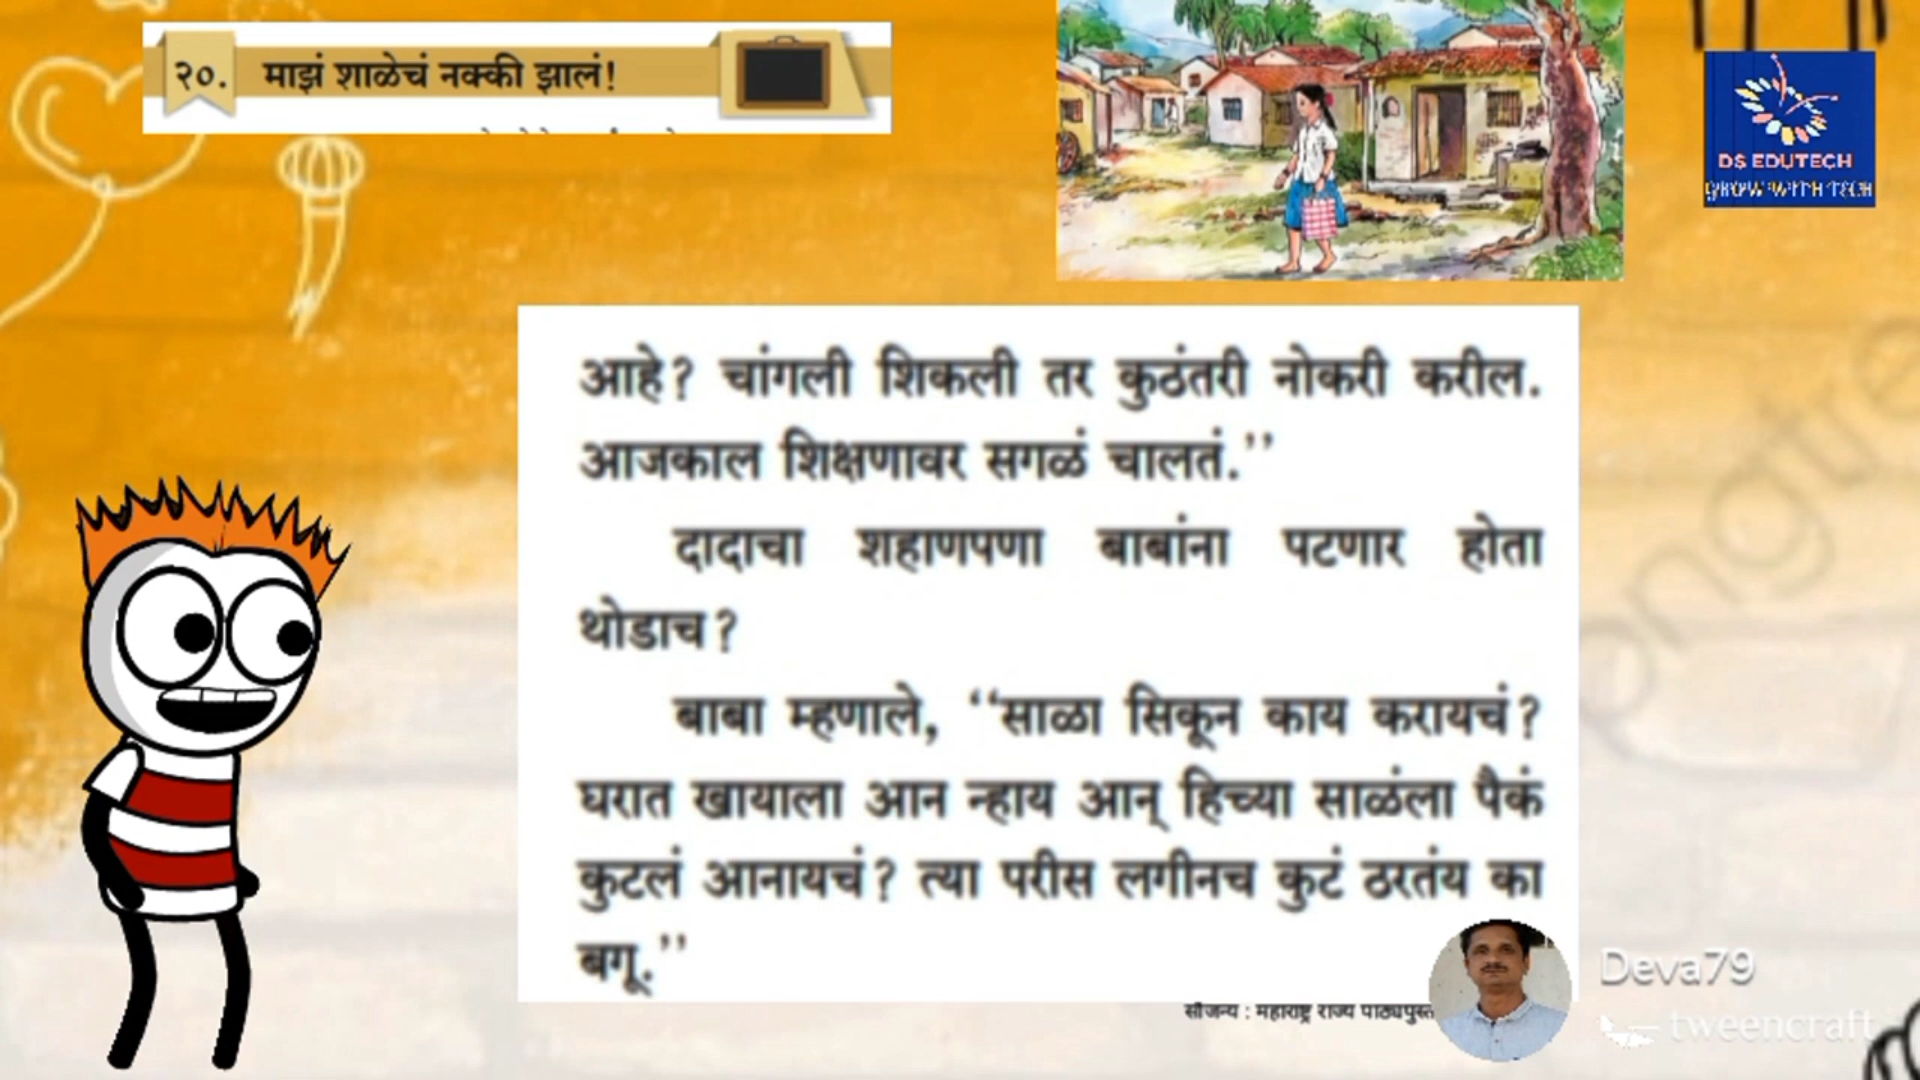 २०. माझं शाळेचं नक्की झालं!
DS EDUTECH
GROW WITH TECH
आहे? चांगली शिकली तर कुठंतरी नोकरी करील.
आजकाल शिक्षणावर सगळं चालतं.’’
दादाचा शहाणपणा बाबांना पटणार होता
थोडाच?
बाबा म्हणाले, ‘‘साळा सिकून काय करायचं?
घरात खायाला आन न्हाय आन् हिच्या साळंला पैकं
कुटलं आनायचं? त्या परीस लगीनच कुटं ठरतंय का
बगू.’’
सौजन्य : महाराष्ट्र राज्य
Deva79
tweencraft